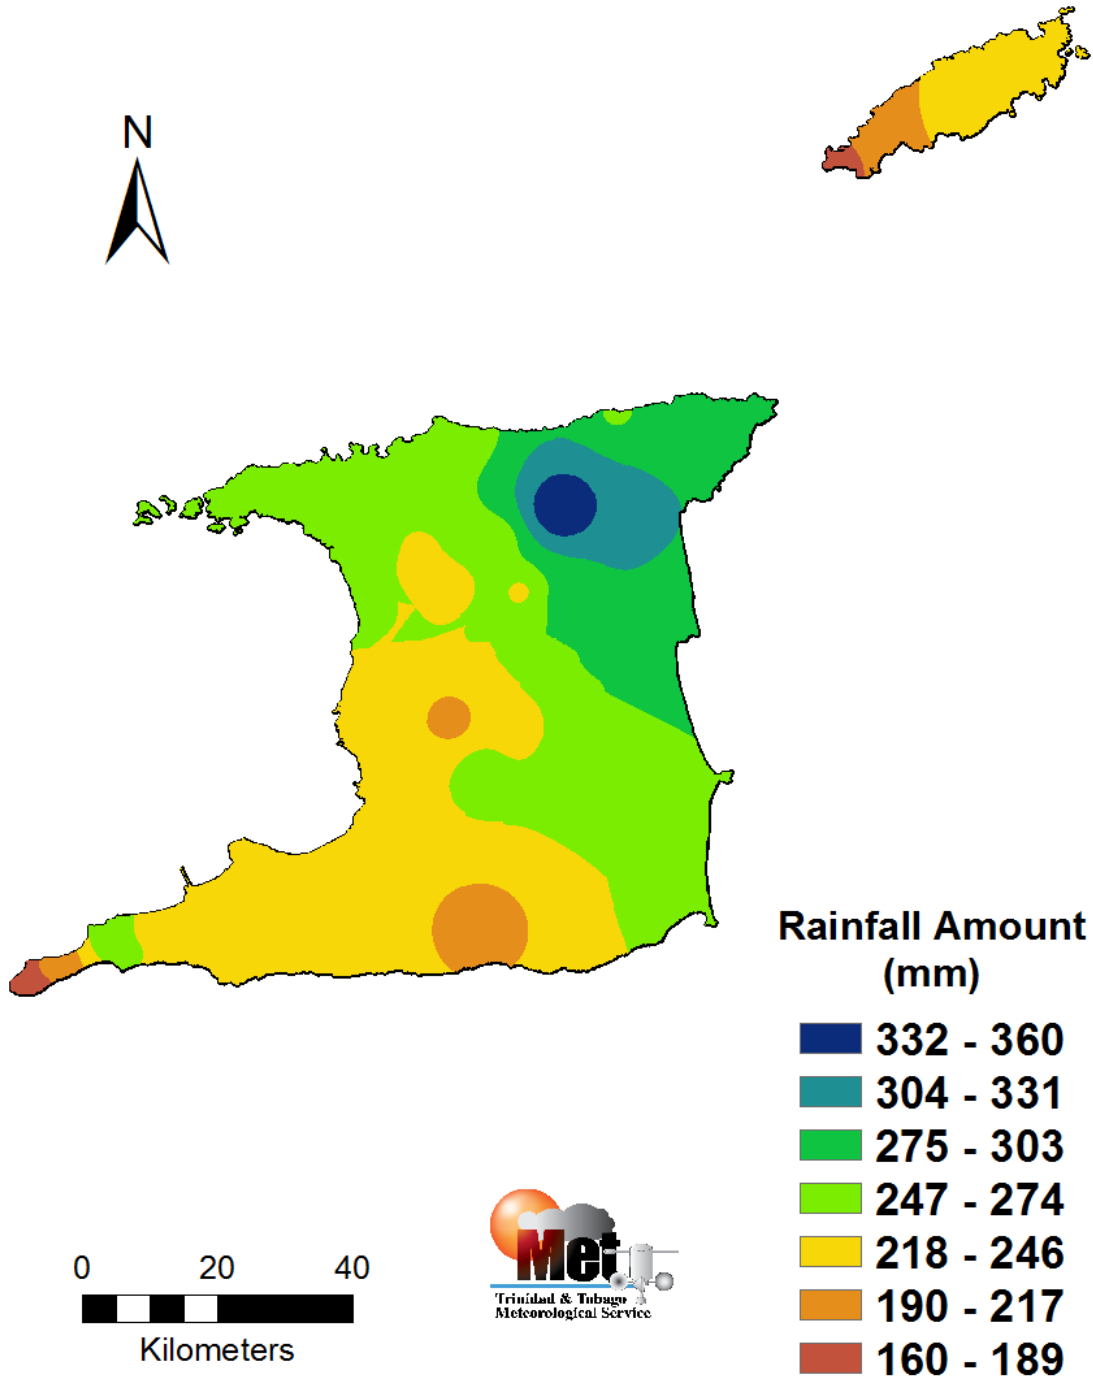 N
Rainfall Amount
(mm)
332 - 360
304 - 331
275 - 303
247 - 274
218 - 246
190 - 217
160 - 189
0 20 40
Kilometers
Met
Trinidad & Tobago
Meteorological Service